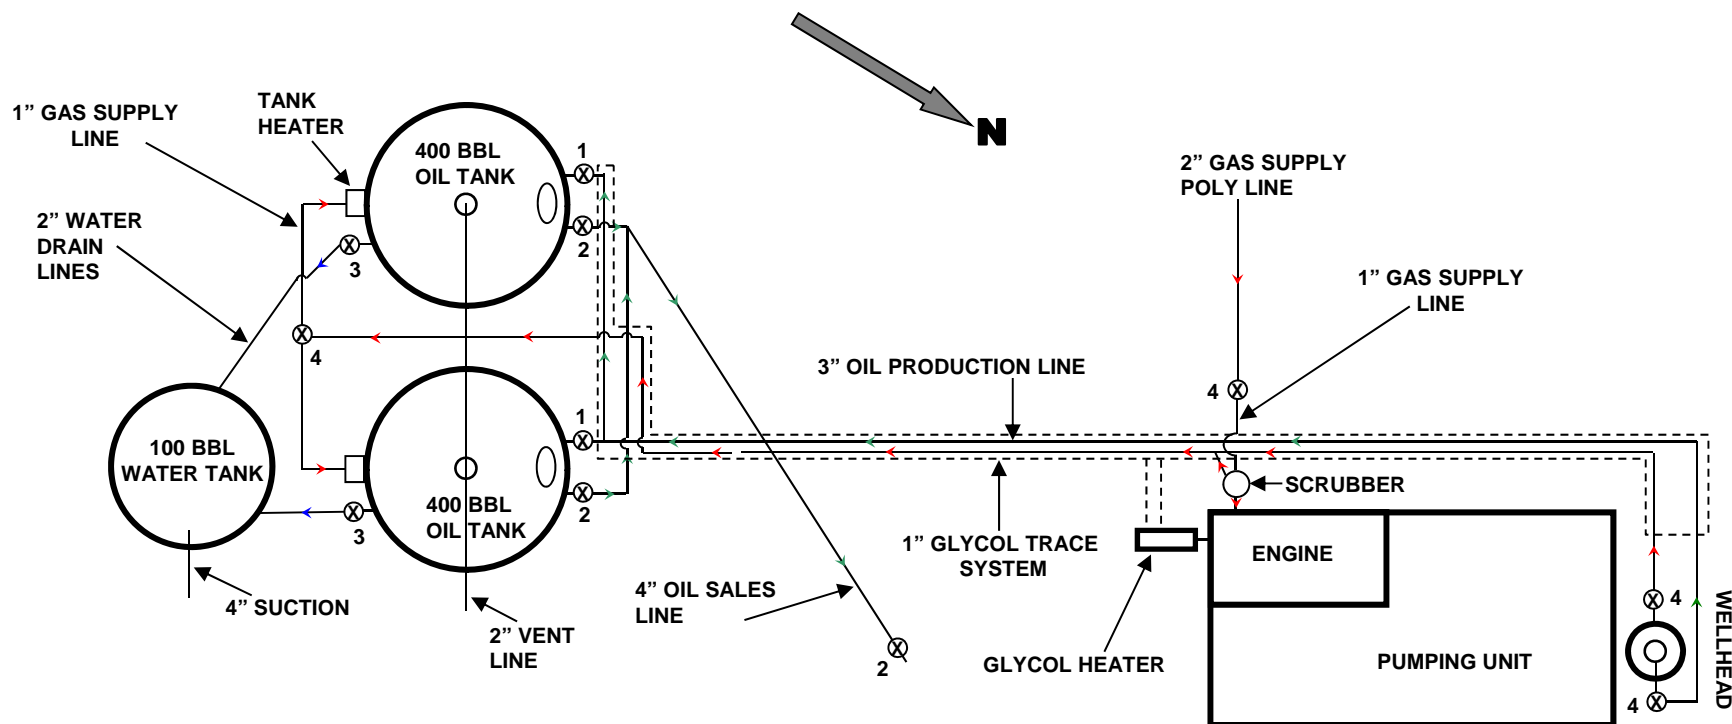 N
1” GAS SUPPLY
LINE
TANK
HEATER
400 BBL
OIL TANK
1
2
3
2” WATER
DRAIN
LINES
4
2” GAS SUPPLY
POLY LINE
1” GAS SUPPLY
LINE
4
3” OIL PRODUCTION LINE
100 BBL
WATER TANK
400 BBL
OIL TANK
1
2
3
SCRUBBER
1” GLYCOL TRACE
SYSTEM
ENGINE
4” SUCTION
2” VENT
LINE
4” OIL SALES
LINE
2
GLYCOL HEATER
PUMPING UNIT
4
4
WELLHEAD